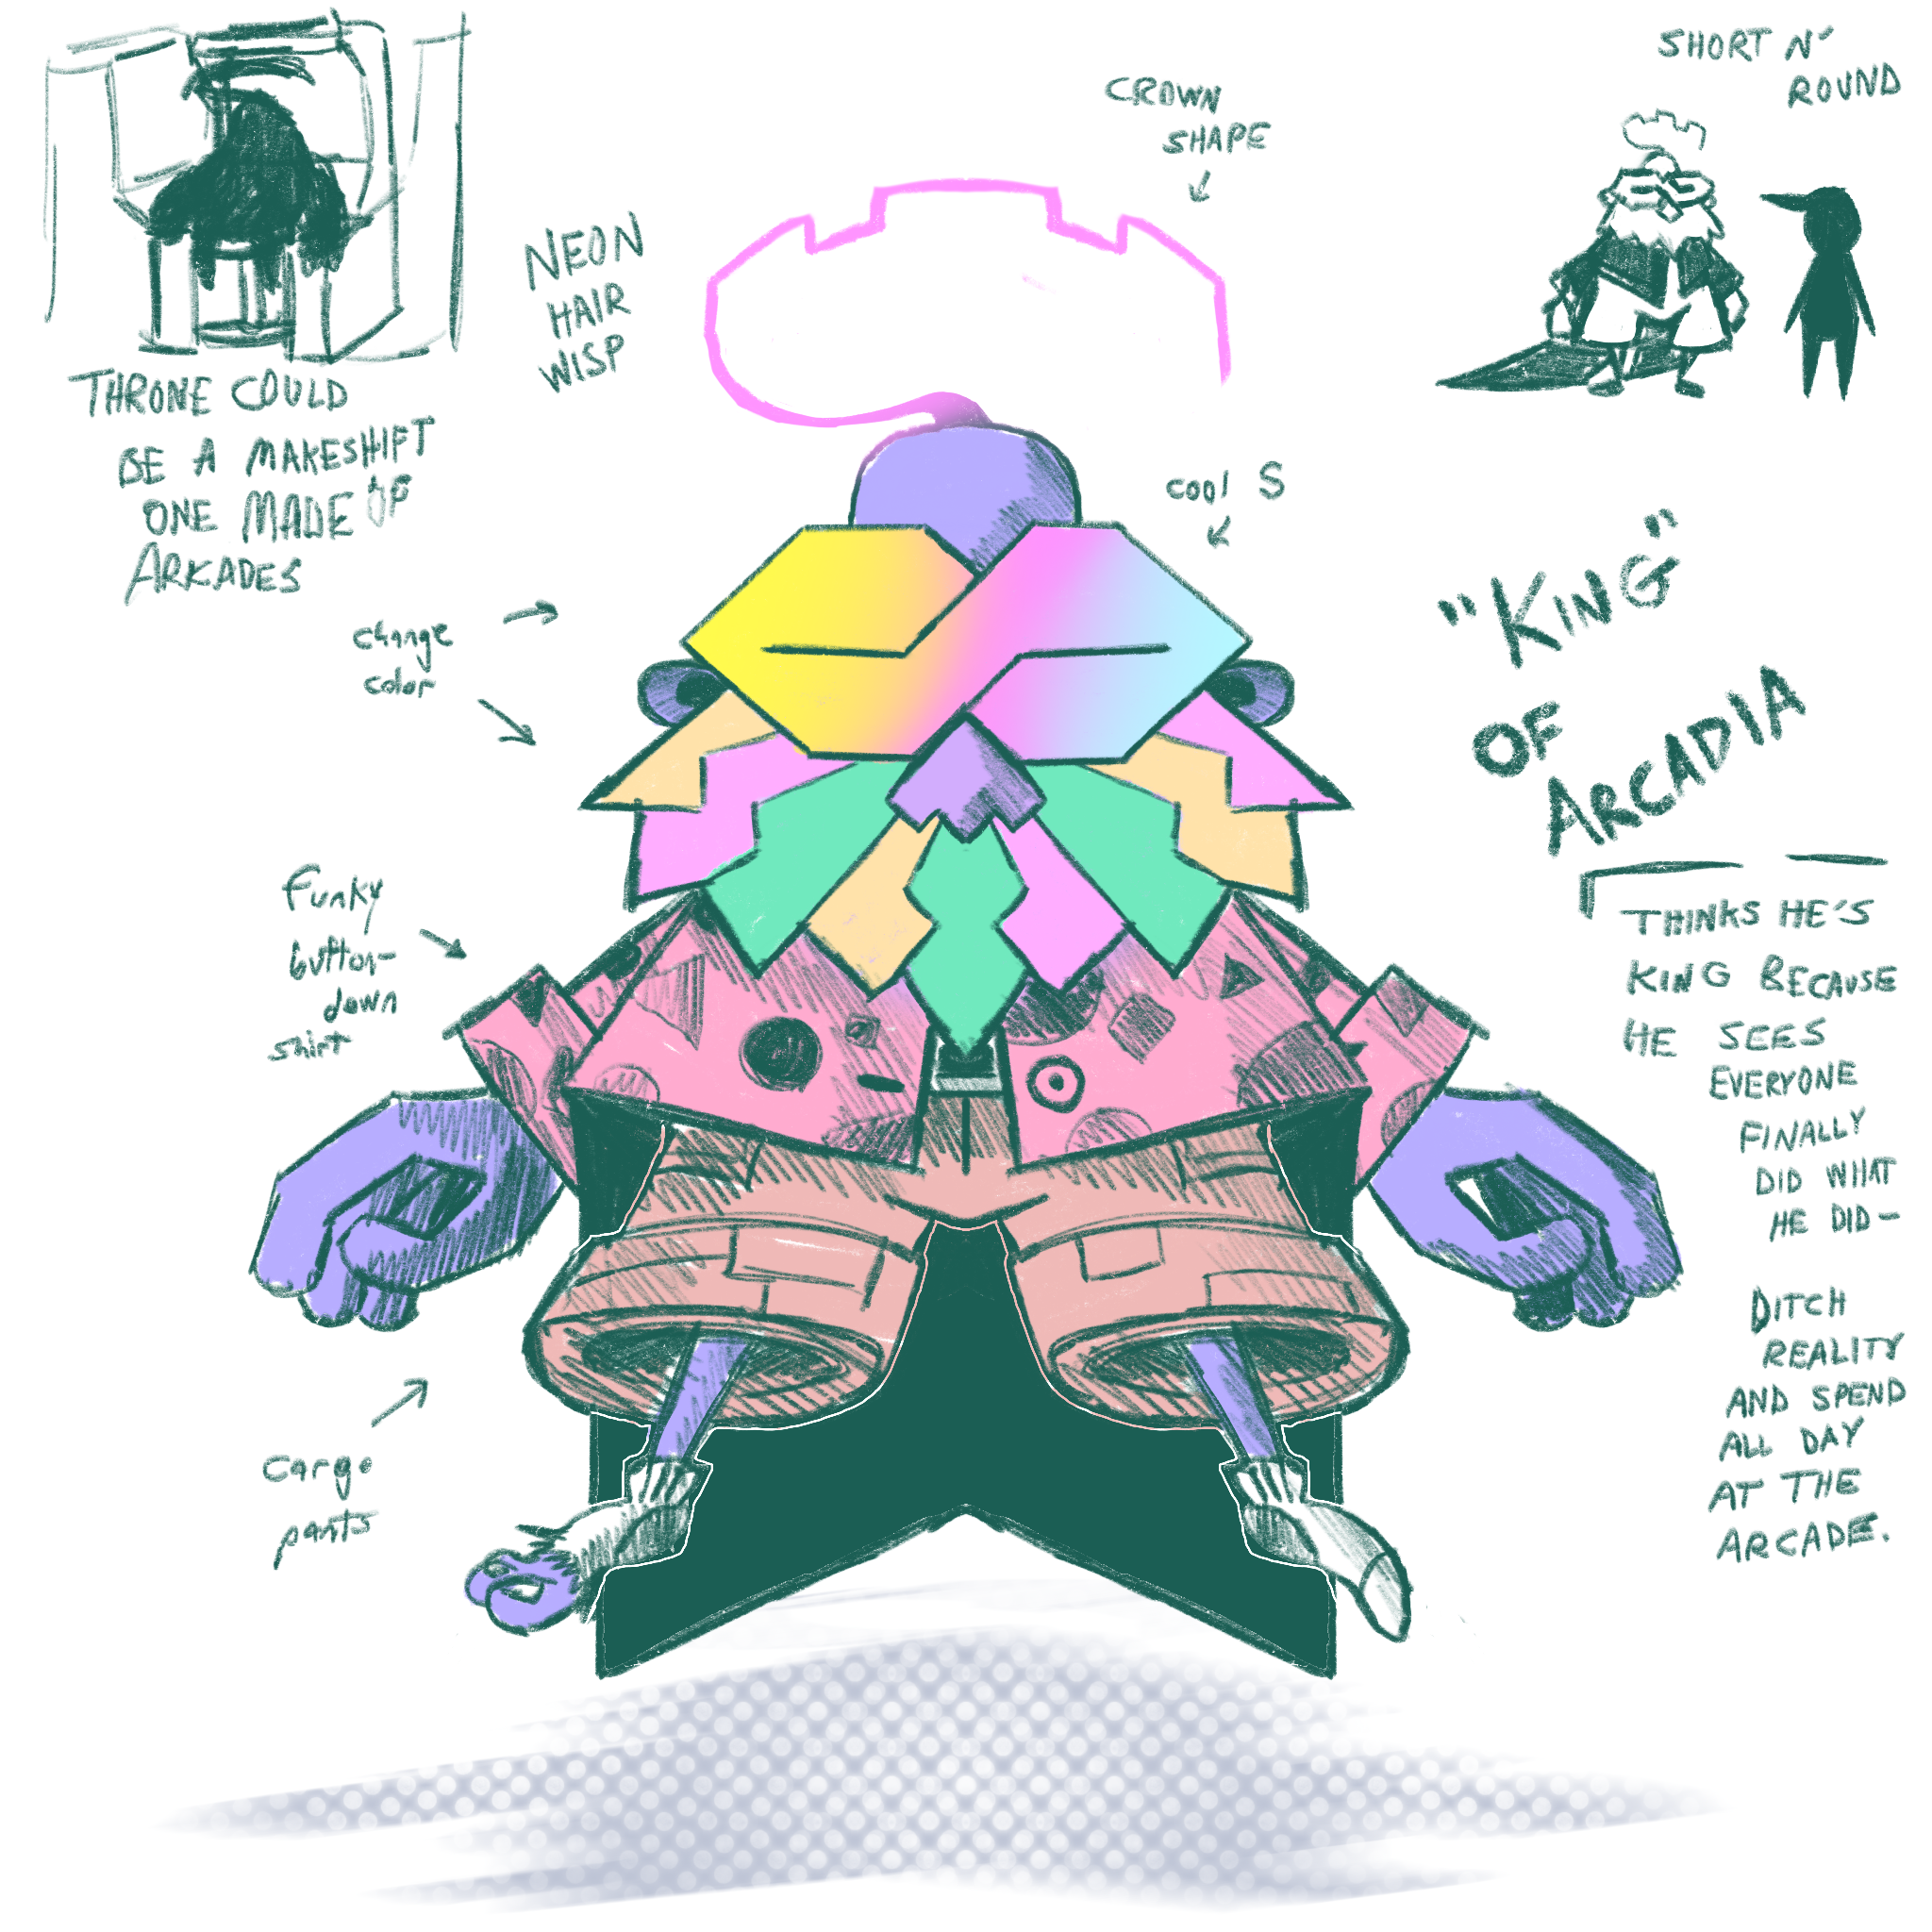 THRONE COULD
BE A MAKESHIFT
ONE MADE OF
ARKADES
NEON
HAIR
WISP
CROWN
SHAPE
SHORT N'
ROUND
cool S
change
color
"KING"
OF
ARCADIA
Funky
button-
down
shirt
THINKS HE'S
KING BECAUSE
HE SEES
EVERYONE
FINALLY
DID WHAT
HE DID-
DITCH
REALITY
AND SPEND
ALL DAY
AT THE
ARCADE.
cargo
pants